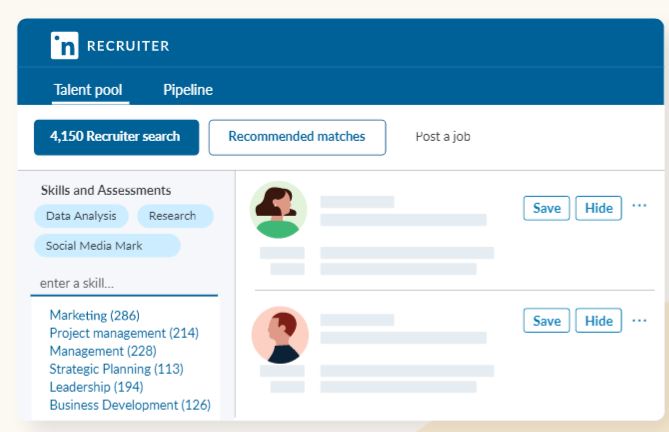 in RECRUITER
Talent pool Pipeline
4,150 Recruiter search Recommended matches Post a job
Skills and Assessments
Data Analysis Research
Social Media Mark
enter a skill...
Marketing (286)
Project management (214)
Management (228)
Strategic Planning (113)
Leadership (194)
Business Development (126)
Save Hide ...
Save Hide ...